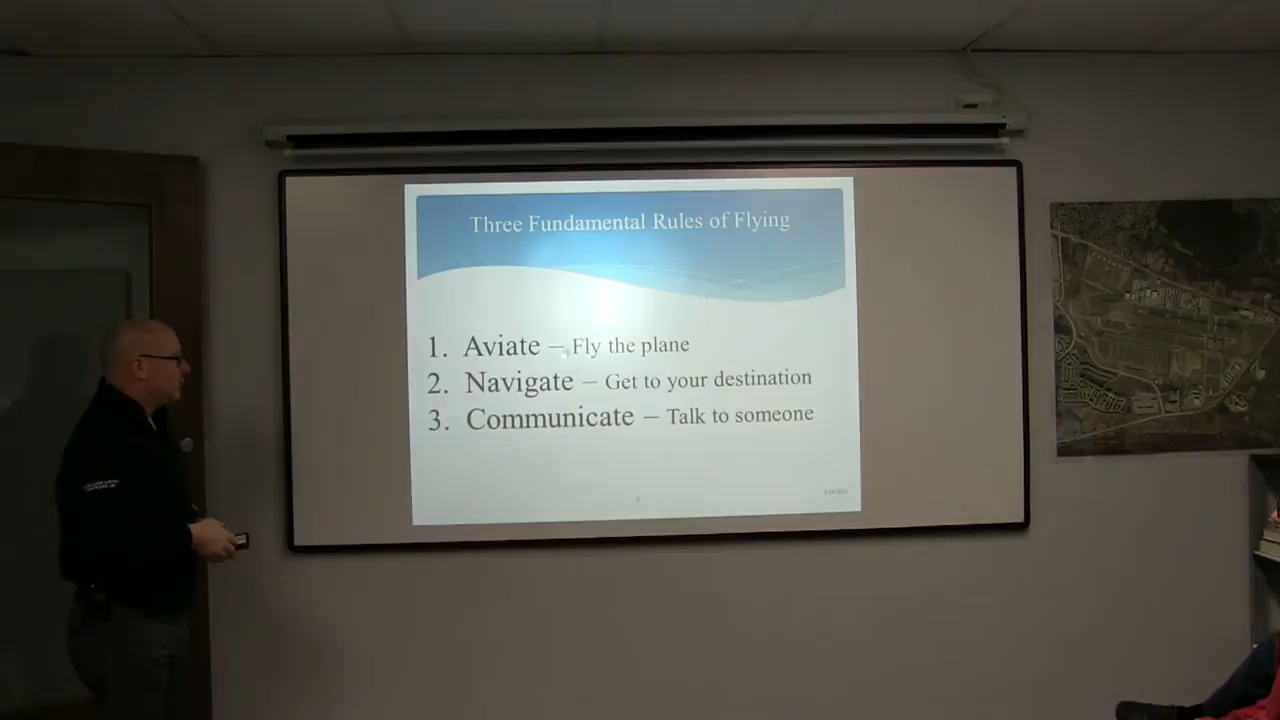 Three Fundamental Rules of Flying
1. Aviate – Fly the plane
2. Navigate – Get to your destination
3. Communicate – Talk to someone
2